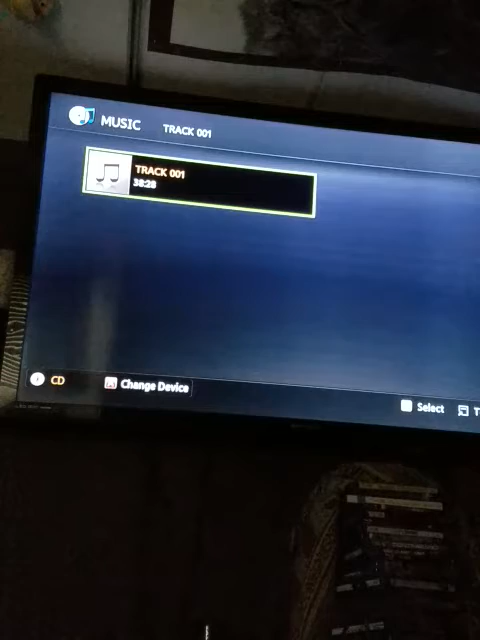 MUSIC TRACK 001
TRACK 001
38:28
CD Change Device Select